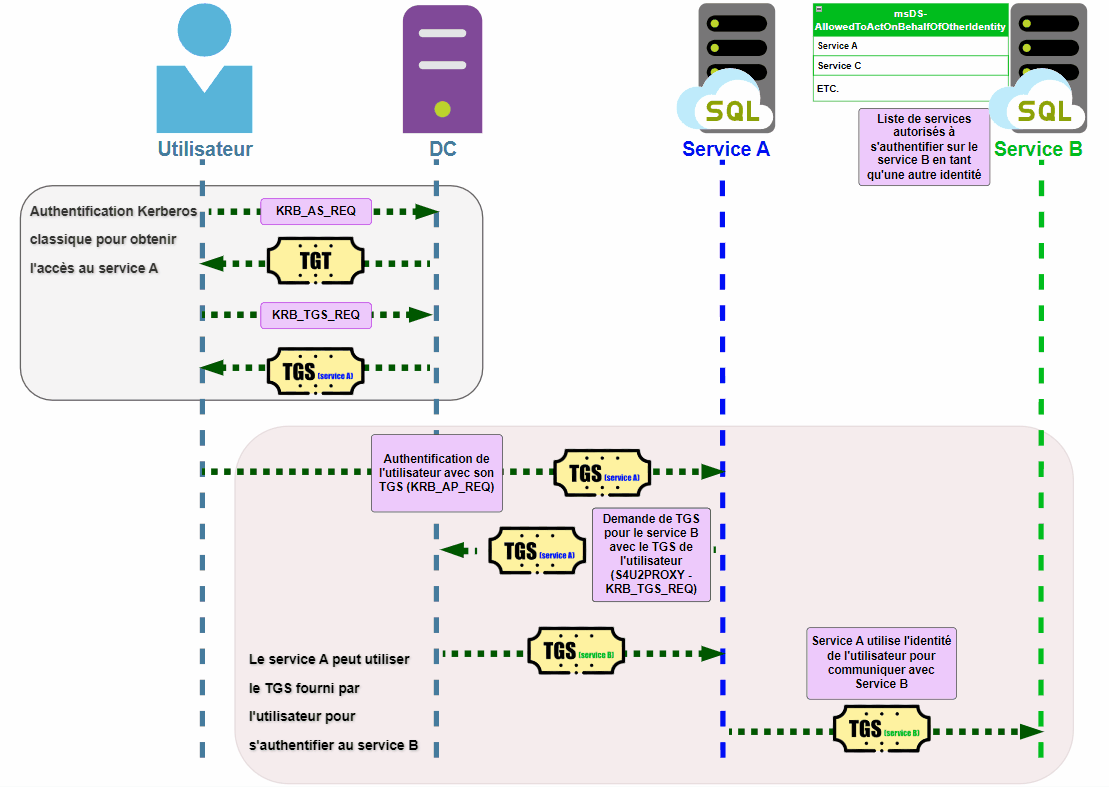 msDS-
AllowedToActOnBehalfOfOtherIdentity
Service A
Service C
ETC.
SQL
SQL
Utilisateur
DC
Service A
Service B
Liste de services
autorisés à
s'authentifier sur le
service B en tant
qu'une autre identité
Authentification Kerberos
classique pour obtenir
l'accès au service A
KRB_AS_REQ
TGT
KRB_TGS_REQ
TGS (service A)
Authentification de
l'utilisateur avec son
TGS (KRB_AP_REQ)
TGS (service A)
TGS (service A)
Demande de TGS
pour le service B
avec le TGS de
l'utilisateur
(S4U2PROXY -
KRB_TGS_REQ)
TGS (service B)
Le service A peut utiliser
le TGS fourni par
l'utilisateur pour
s'authentifier au service B
Service A utilise l'identité
de l'utilisateur pour
communiquer avec
Service B
TGS (service B)